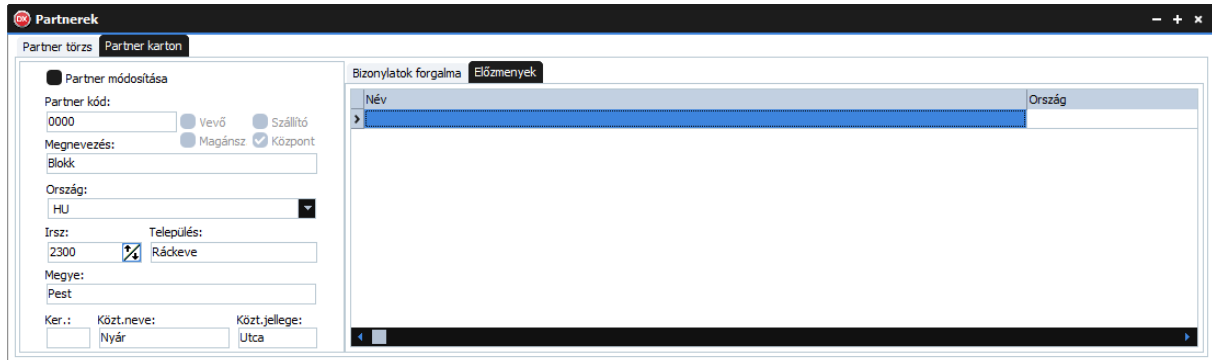 DK Partnerek
Partner törzs Partner karton
Partner módosítása
Partner kód:
0000
Vevő Szállító
Magánsz Központ
Megnevezés:
Blokk
Ország:
HU
Irsz: Település:
2300 Ráckeve
Megye:
Pest
Ker.: Közt.neve: Közt.jellege:
Nyár Utca
Bizonylatok forgalma Előzmények
Név Ország